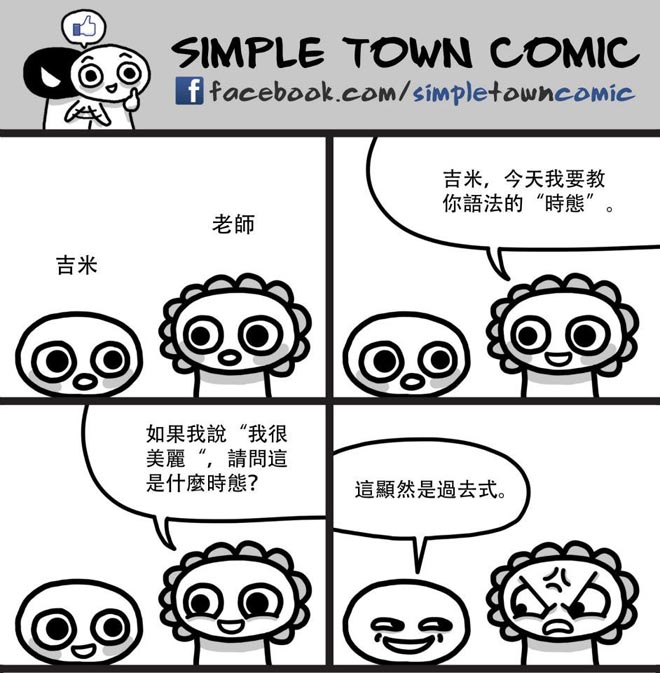 SIMPLE TOWN COMIC
facebook.com/simpletowncomic
吉米
老師
吉米，今天我要教
你語法的“時態”。
如果我說“我很
美麗“，請問這
是什麼時態？
這顯然是過去式。